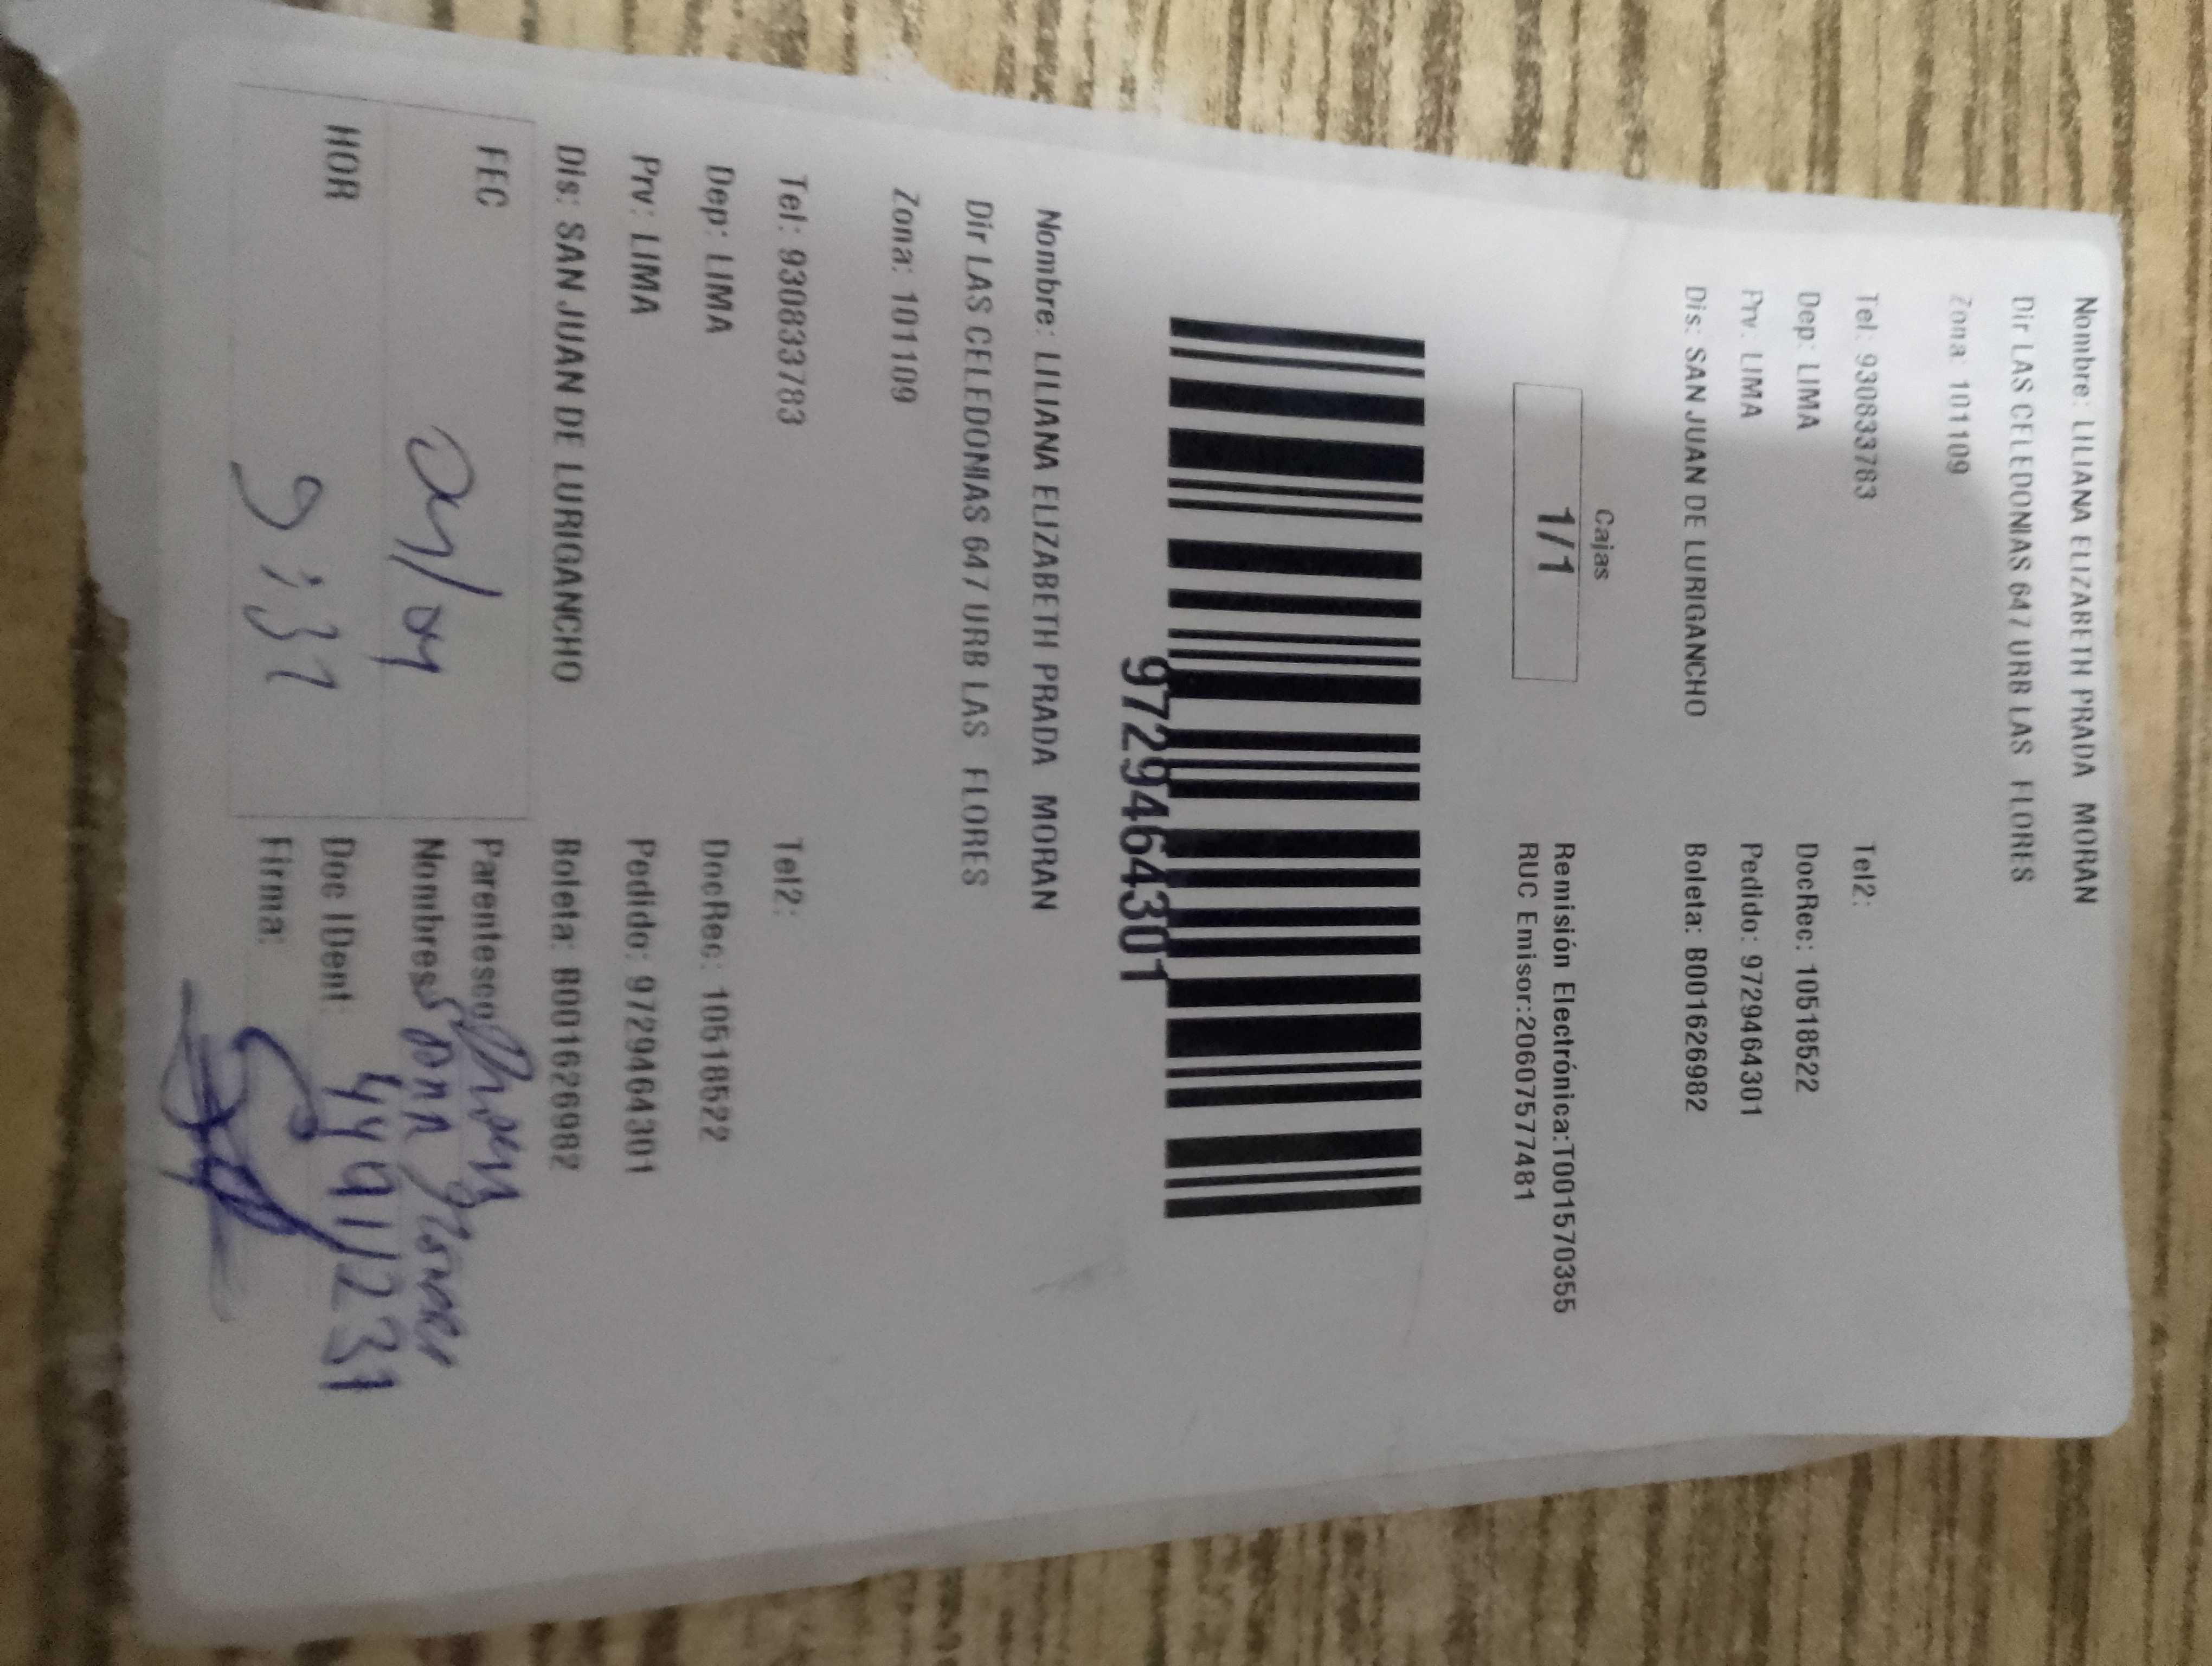 Nombre: LILIANA ELIZABETH PRADA MORAN
Dir LAS CELEDONIAS 647 URB LAS FLORES
Zona: 101109
Tel: 930833783 Tel2:
Dep: LIMA DocRec: 10518522
Prv: LIMA Pedido: 9729464301
Dis: SAN JUAN DE LURIGANCHO Boleta: B001626982
Cajas
1/1
Remisión Electrónica:T001570355
RUC Emisor:20607577481
9729464301
Nombre: LILIANA ELIZABETH PRADA MORAN
Dir LAS CELEDONIAS 647 URB LAS FLORES
Zona: 101109
Tel: 930833783 Tel2:
Dep: LIMA DocRec: 10518522
Prv: LIMA Pedido: 9729464301
Dis: SAN JUAN DE LURIGANCHO Boleta: B001626982
FEC
HOR 9:31
Parentesco
Nombres
Doc IDent: 44911231
Firma: